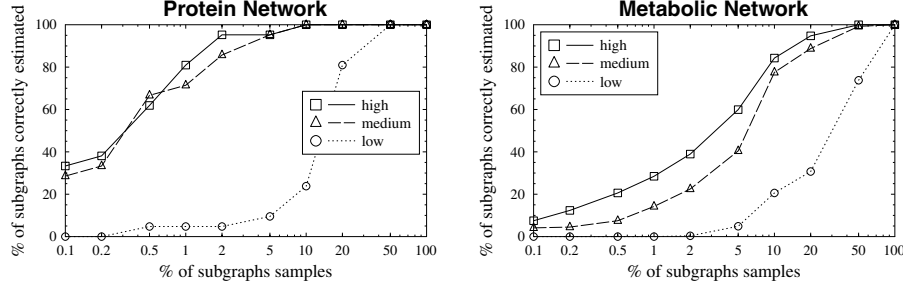 Protein Network
100
80
60
40
20
0
% of subgraphs correctly estimated
high
medium
low
0.1 0.2 0.5 1 2 5 10 20 50 100
% of subgraphs samples
Metabolic Network
100
80
60
40
20
0
% of subgraphs correctly estimated
high
medium
low
0.1 0.2 0.5 1 2 5 10 20 50 100
% of subgraphs samples